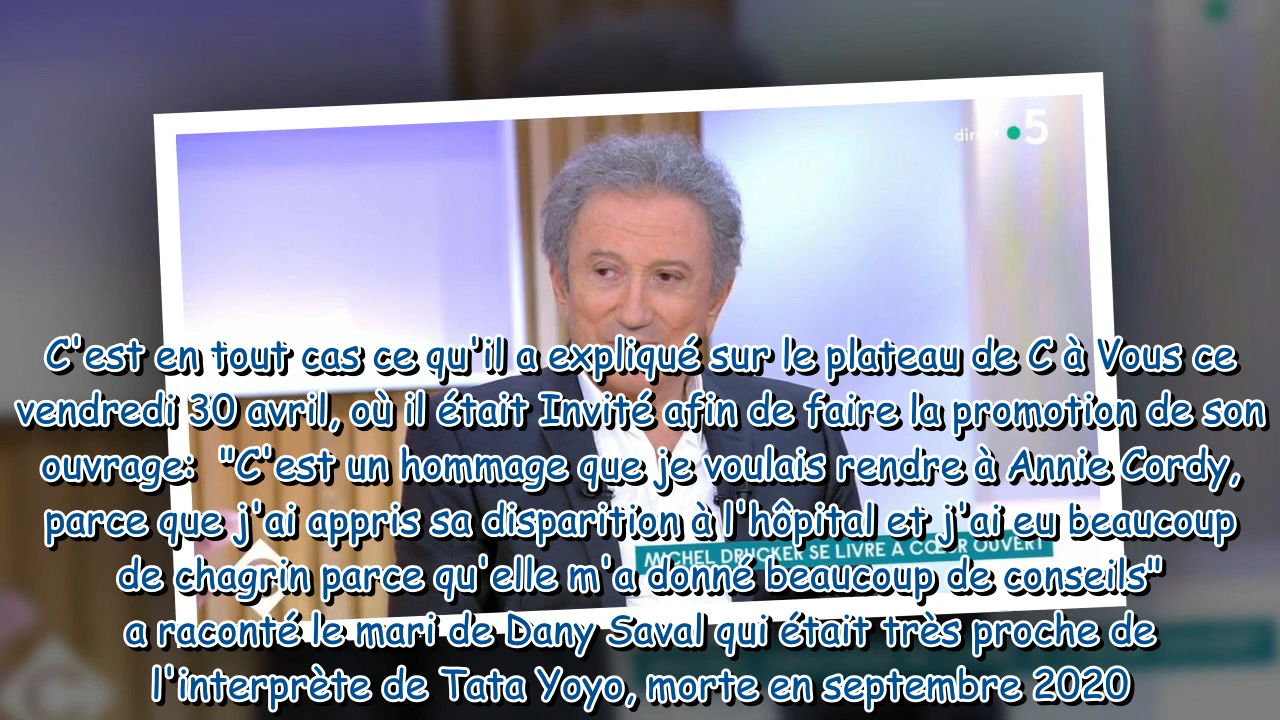 direct 5
C'est en tout cas ce qu'il a expliqué sur le plateau de C à Vous ce
vendredi 30 avril, où il était Invité afin de faire la promotion de son
ouvrage: "C'est un hommage que je voulais rendre à Annie Cordy,
parce que j'ai appris sa disparition à l'hôpital et j'ai eu beaucoup
MICHEL DRUCKER SE LIVRE À CŒUR OUVERT
de chagrin parce qu'elle m'a donné beaucoup de conseils"
a raconté le mari de Dany Saval qui était très proche de
l'interprète de Tata Yoyo, morte en septembre 2020